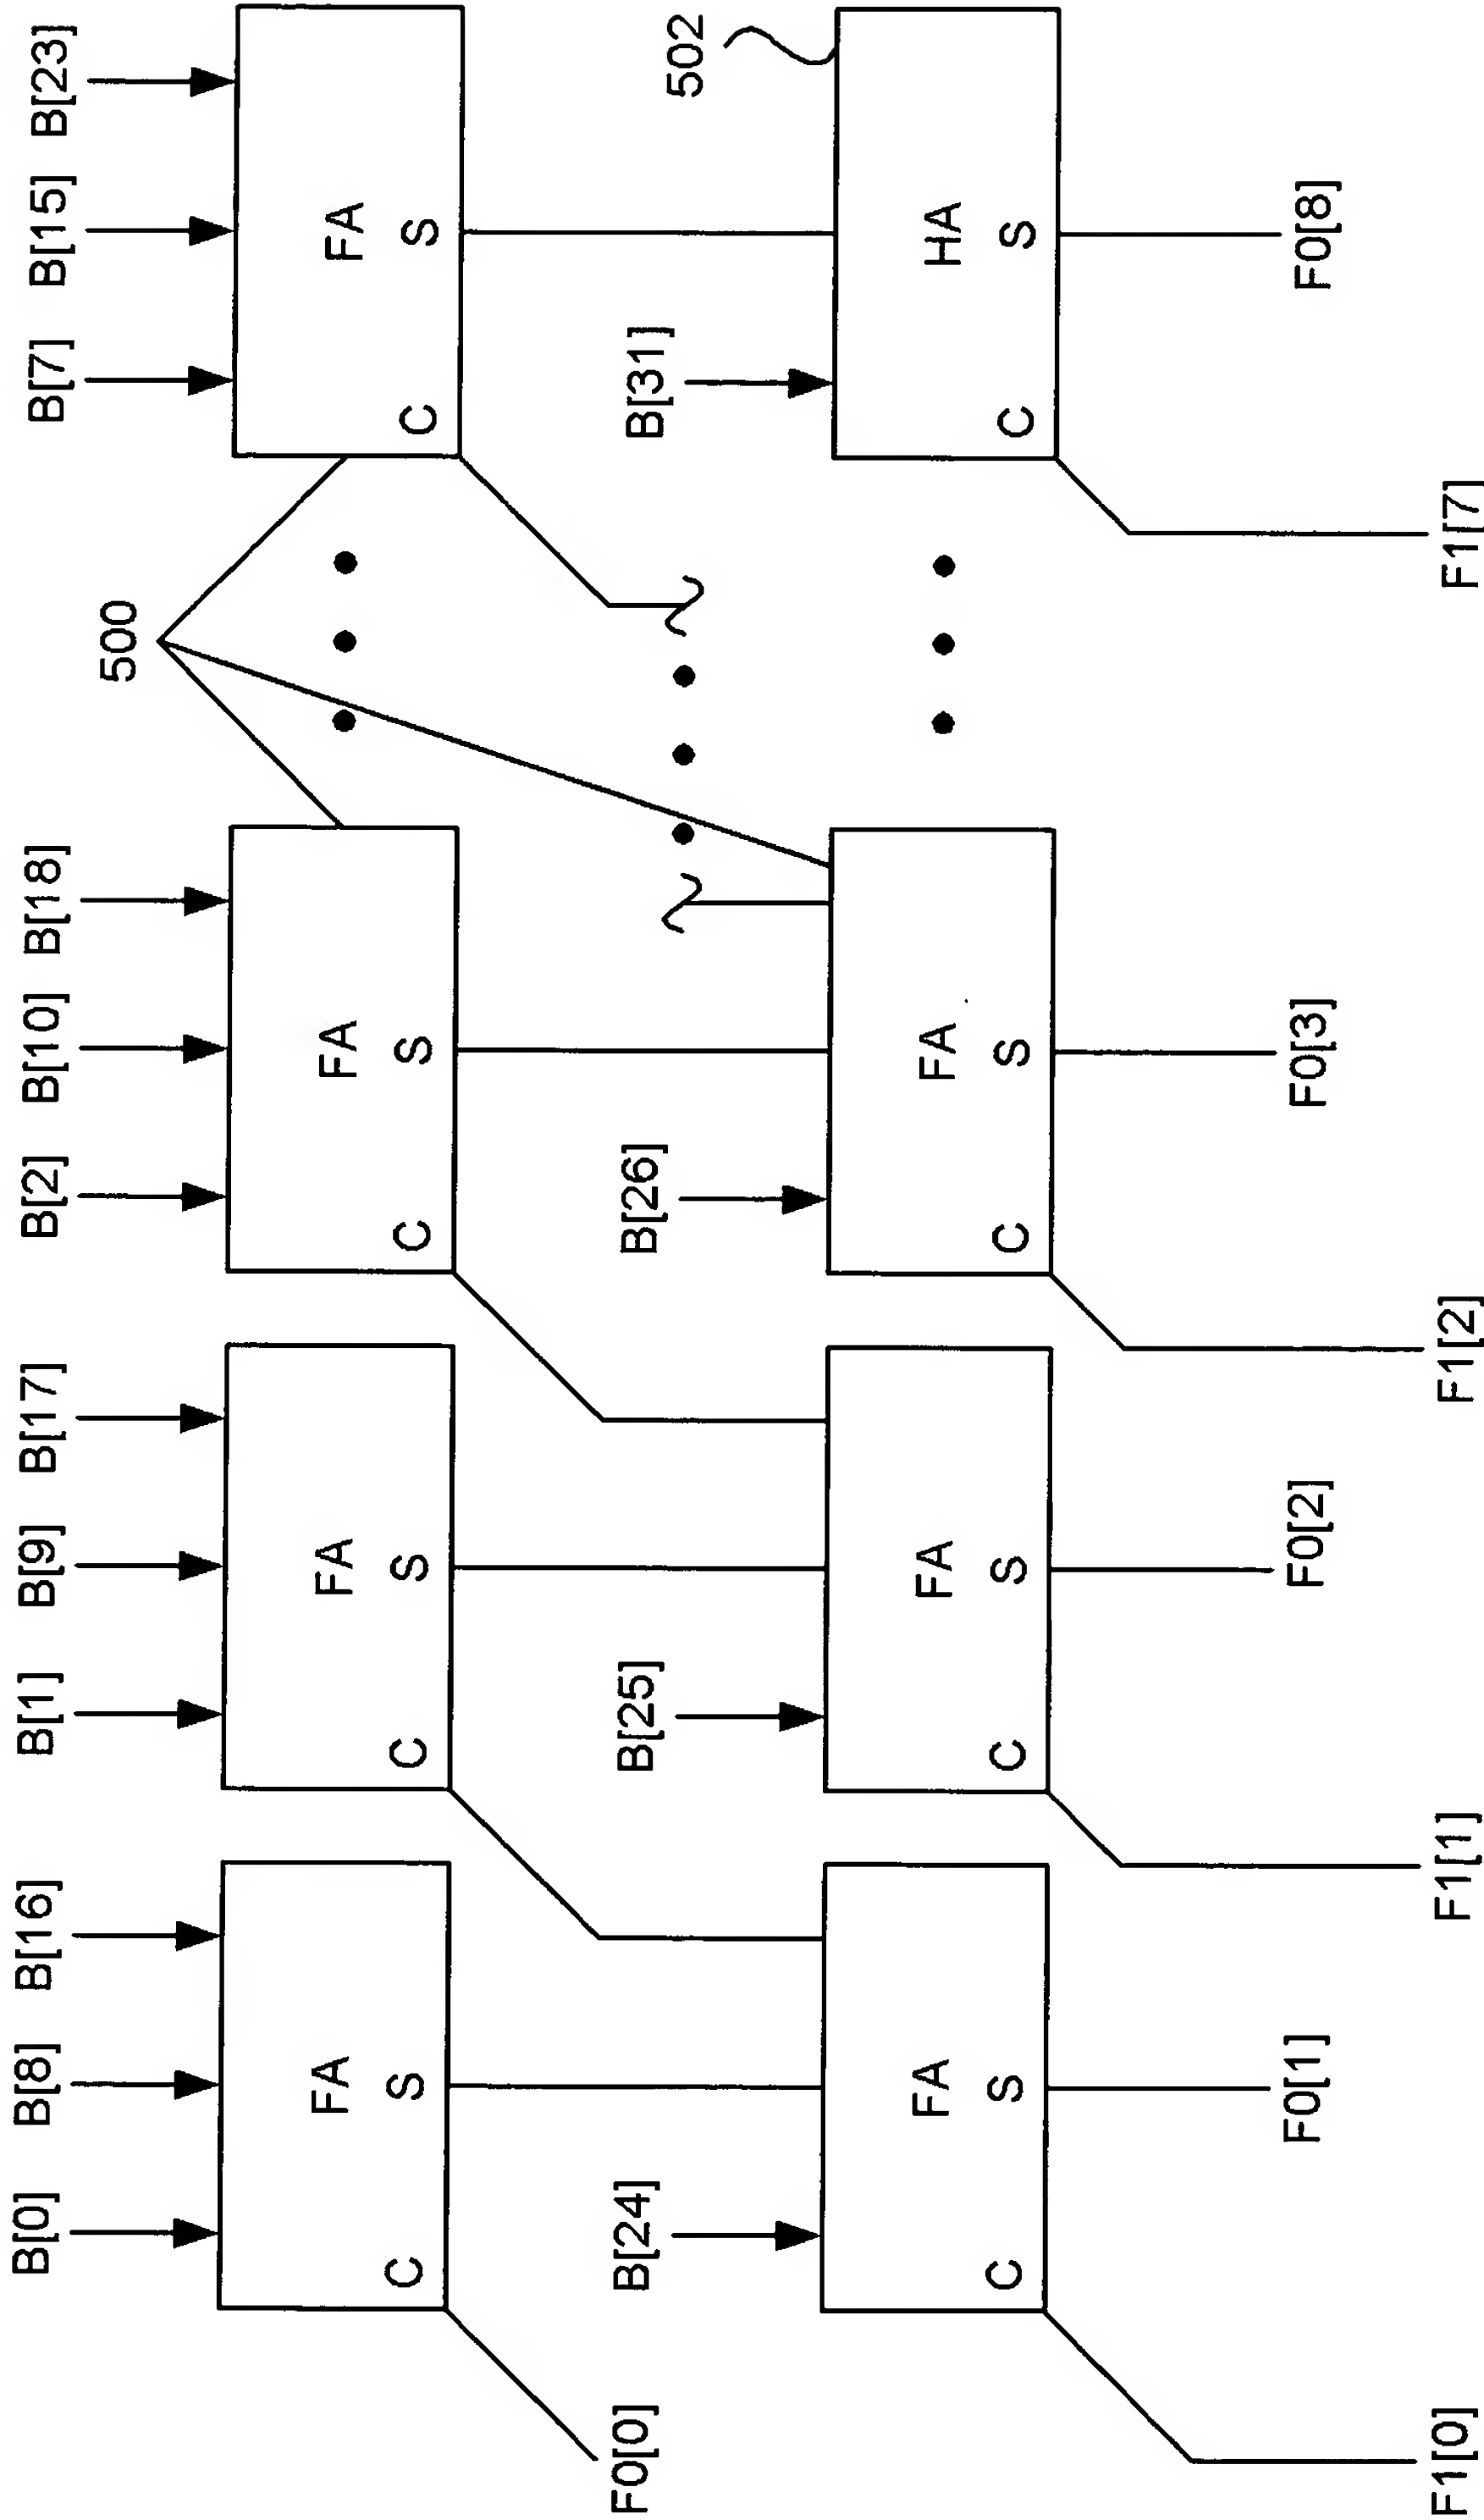 B[0] B[8] B[16] B[1] B[9] B[17] B[2] B[10] B[18] B[7] B[15] B[23]
500
FA FA FA FA
C S C S C S C S
502
F0[0] B[24] B[25] B[26] B[31]
FA FA FA HA
C S C S C S C S
F0[1] F0[2] F0[3] F0[8]
F1[0] F1[1] F1[2] F1[7]